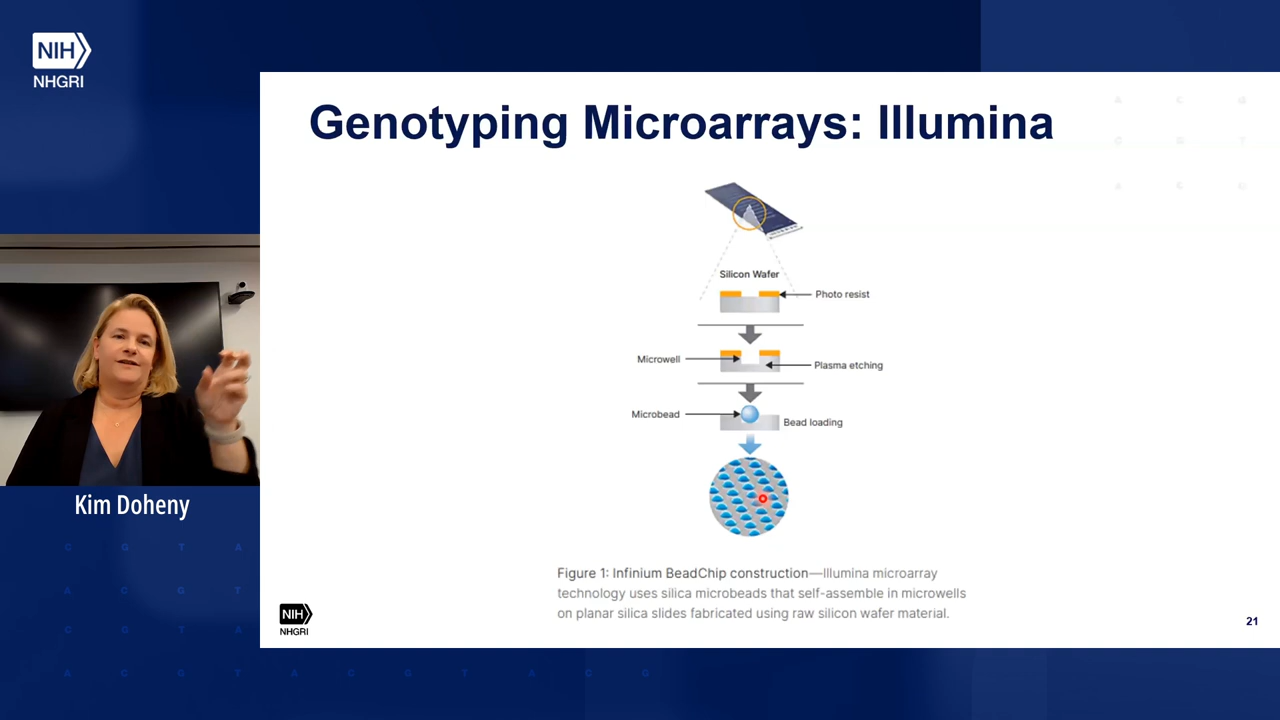 NIH
NHGRI
Genotyping Microarrays: Illumina
Silicon Wafer
Photo resist
Microwell
Plasma etching
Microbead
Bead loading
Kim Doheny
Figure 1: Infinium BeadChip construction—Illumina microarray
technology uses silica microbeads that self-assemble in microwells
on planar silica slides fabricated using raw silicon wafer material.
NIH
NHGRI
21
C G T A
A C G T A
C G T A
A C G T A C G T A C G